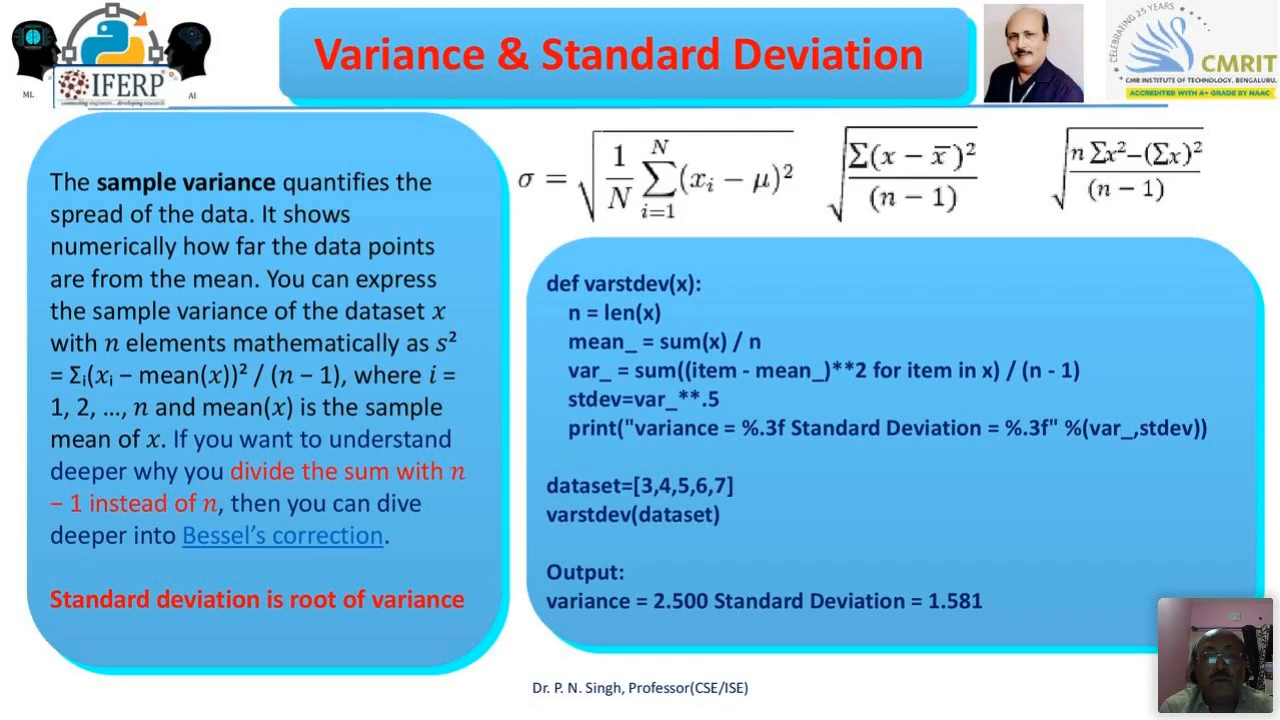 Variance & Standard Deviation
ML
IFERP
connecting engineers... developing research
AI
CELEBRATING 25 YEARS
CMRIT
CMR INSTITUTE OF TECHNOLOGY, BENGALURU.
ACCREDITED WITH A+ GRADE BY NAAC
The sample variance quantifies the
spread of the data. It shows
numerically how far the data points
are from the mean. You can express
the sample variance of the dataset x
with n elements mathematically as s²
= Σᵢ(xᵢ − mean(x))² / (n − 1), where i =
1, 2, …, n and mean(x) is the sample
mean of x. If you want to understand
deeper why you divide the sum with n
− 1 instead of n, then you can dive
deeper into Bessel’s correction.
Standard deviation is root of variance
σ = √(1/N Σ_{i=1}^{N} (xᵢ − μ)²)
√(Σ(x − x̄)² / (n − 1))
√(n Σx²−(Σx)² / (n − 1))
def varstdev(x):
n = len(x)
mean_ = sum(x) / n
var_ = sum((item - mean_)**2 for item in x) / (n - 1)
stdev=var_**.5
print("variance = %.3f Standard Deviation = %.3f" %(var_,stdev))
dataset=[3,4,5,6,7]
varstdev(dataset)
Output:
variance = 2.500 Standard Deviation = 1.581
Dr. P. N. Singh, Professor(CSE/ISE)